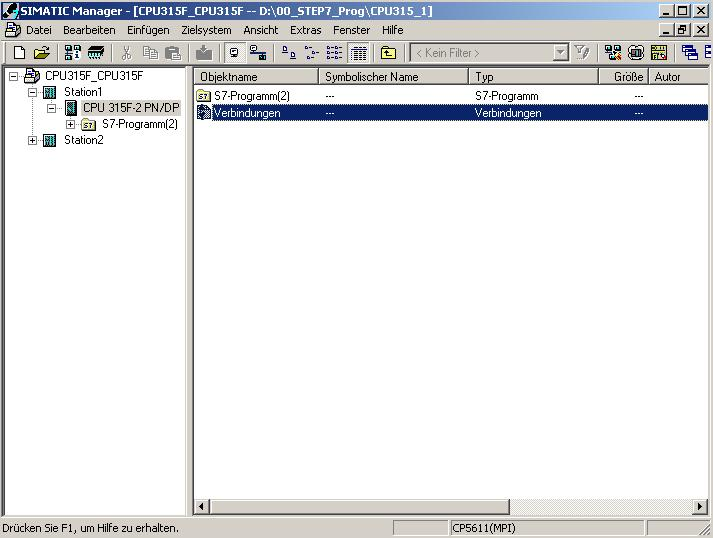 SIMATIC Manager - [CPU315F_CPU315F -- D:\00_STEP7_Prog\CPU315_1]
Datei Bearbeiten Einfügen Zielsystem Ansicht Extras Fenster Hilfe
< Kein Filter >
CPU315F_CPU315F
Station1
CPU 315F-2 PN/DP
S7-Programm(2)
Station2
Objektname Symbolischer Name Typ Größe Autor
S7-Programm(2) --- S7-Programm ---
Verbindungen --- Verbindungen ---
Drücken Sie F1, um Hilfe zu erhalten. CP5611(MPI)